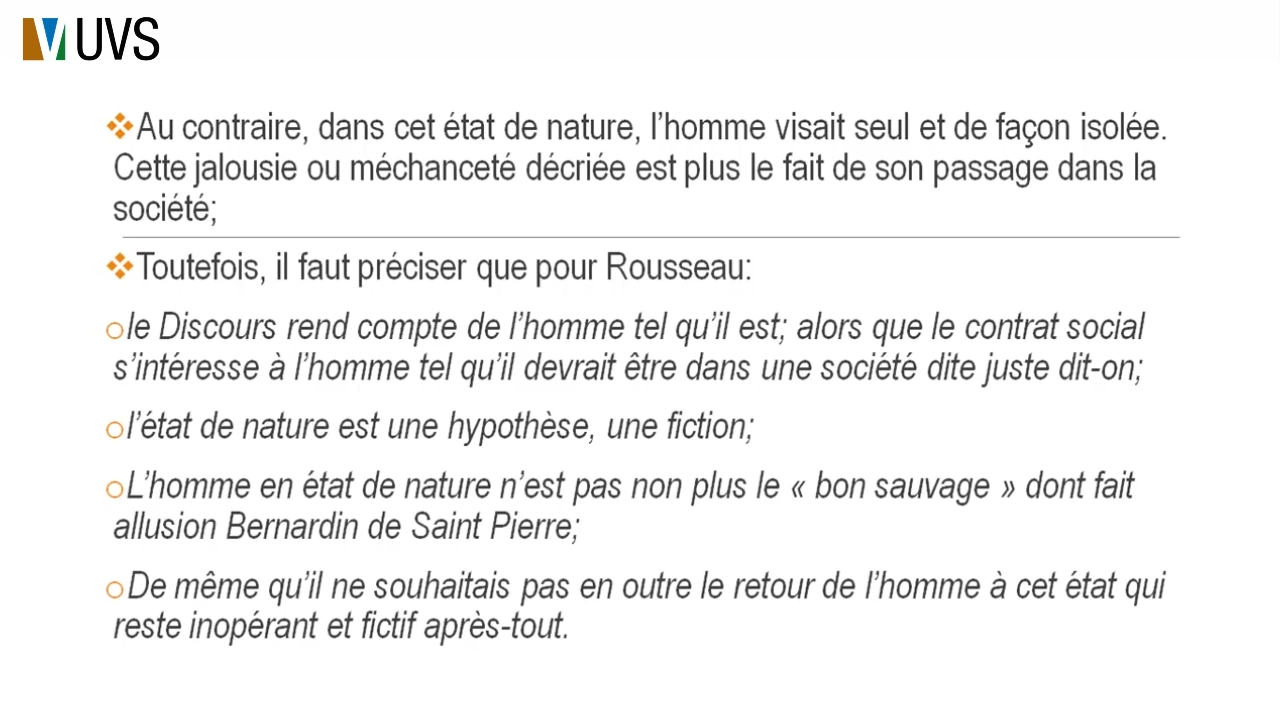 UVS
Au contraire, dans cet état de nature, l’homme visait seul et de façon isolée.
Cette jalousie ou méchanceté décriée est plus le fait de son passage dans la
société;
Toutefois, il faut préciser que pour Rousseau:
le Discours rend compte de l’homme tel qu’il est; alors que le contrat social
s’intéresse à l’homme tel qu’il devrait être dans une société dite juste dit-on;
l’état de nature est une hypothèse, une fiction;
L’homme en état de nature n’est pas non plus le « bon sauvage » dont fait
allusion Bernardin de Saint Pierre;
De même qu’il ne souhaitais pas en outre le retour de l’homme à cet état qui
reste inopérant et fictif après-tout.